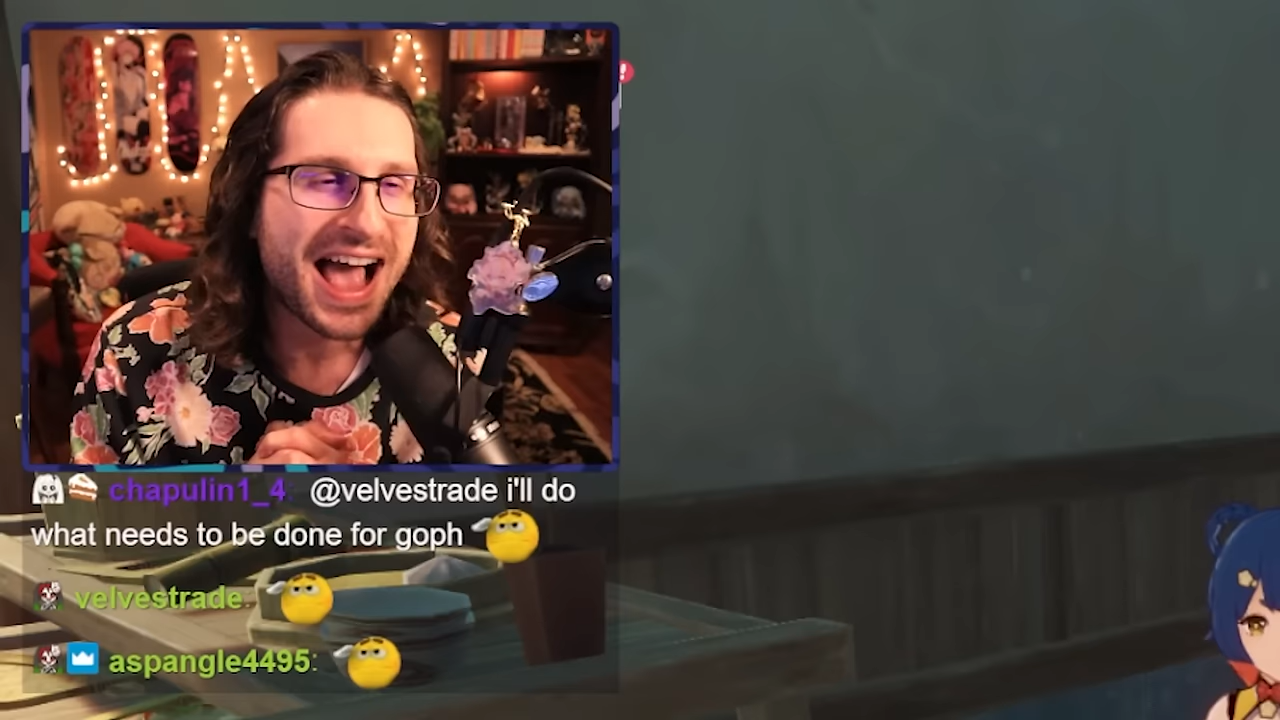 chapulin1_4: @velvestrade i'll do
what needs to be done for goph
velvestrade:
aspangle4495: